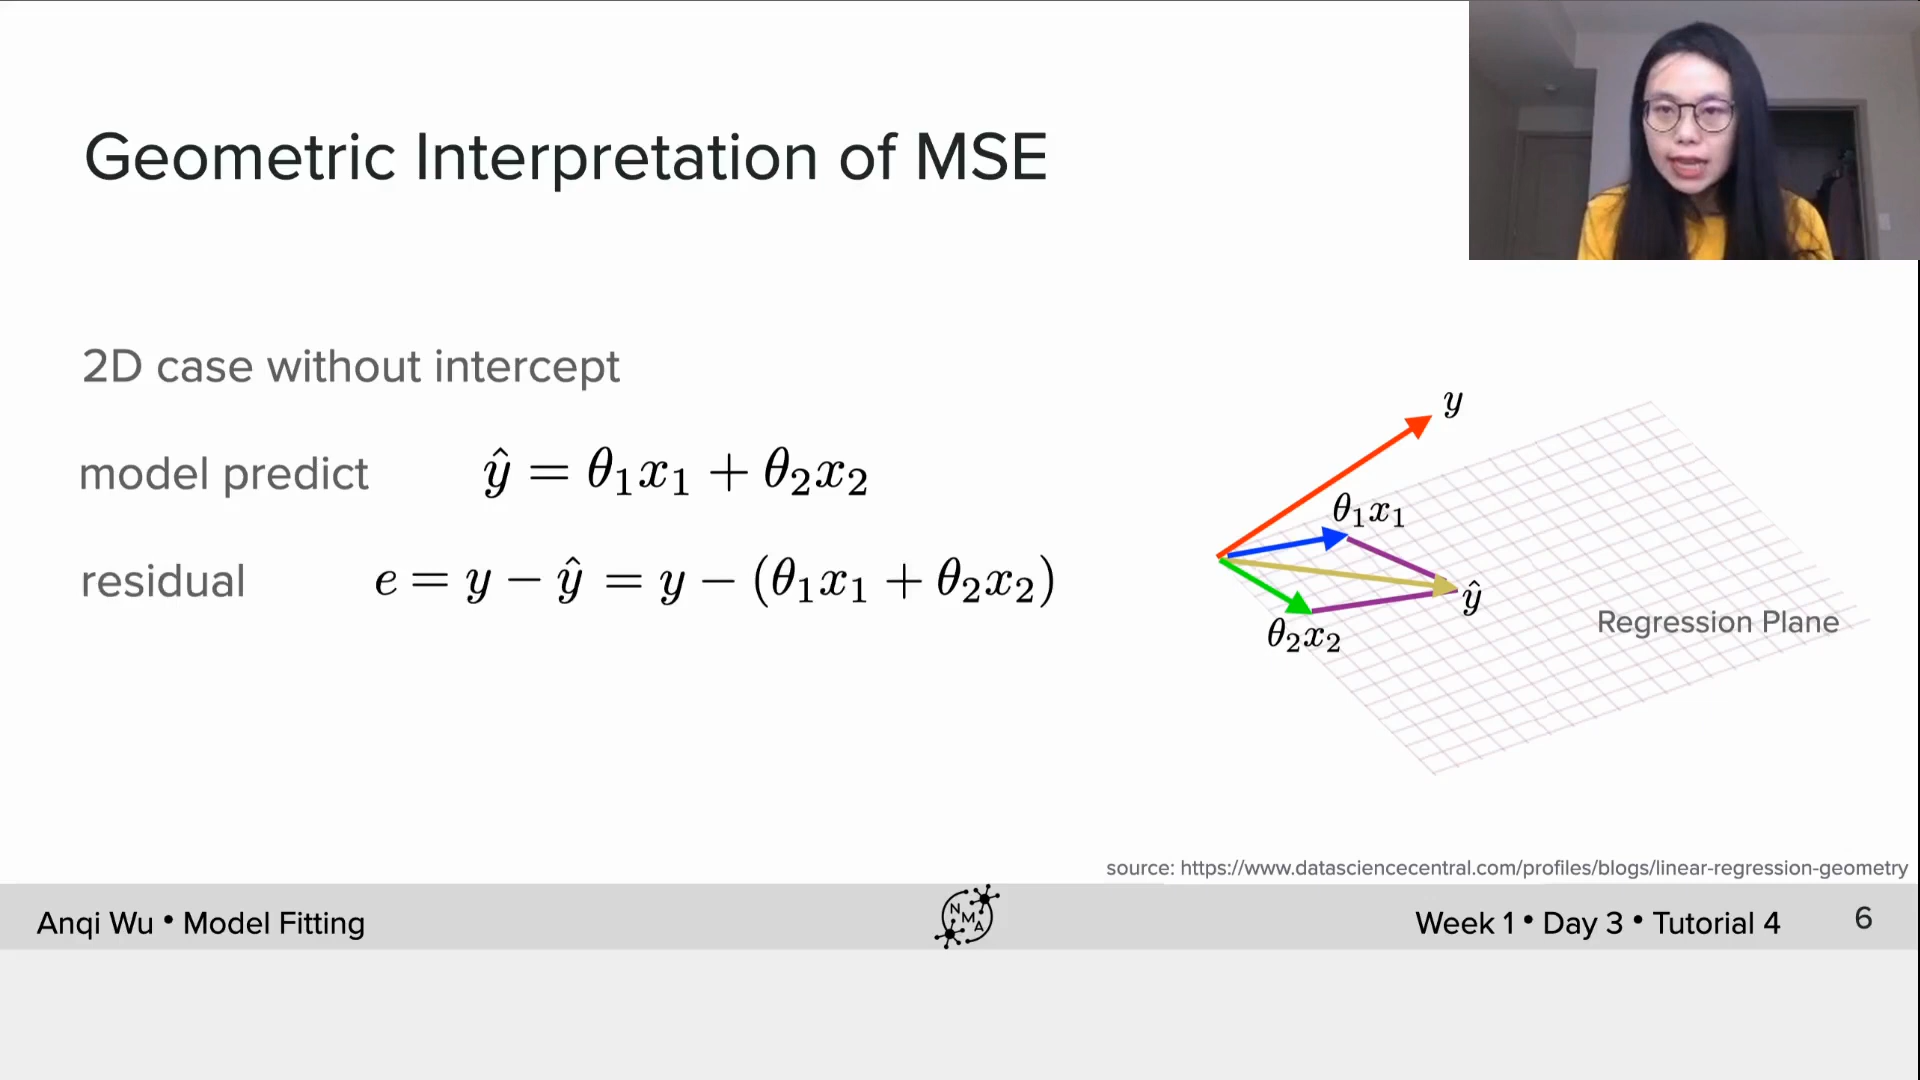 Geometric Interpretation of MSE
2D case without intercept
model predict ŷ = θ₁x₁ + θ₂x₂
residual e = y − ŷ = y − (θ₁x₁ + θ₂x₂)
y
θ₁x₁
ŷ
θ₂x₂
Regression Plane
source: https://www.datasciencecentral.com/profiles/blogs/linear-regression-geometry
Anqi Wu • Model Fitting
N
M
A
Week 1 • Day 3 • Tutorial 4
6